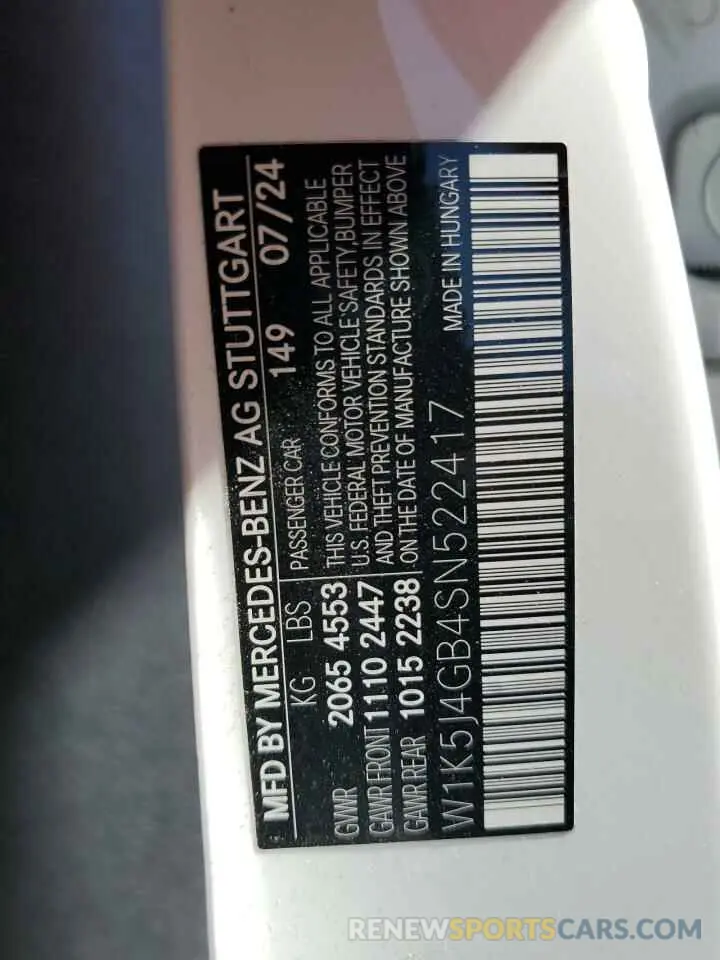 MFD BY MERCEDES-BENZ AG STUTTGART
149 07/24
KG LBS PASSENGER CAR
GVWR 2065 4553
GAWR FRONT 1110 2447
GAWR REAR 1015 2238
THIS VEHICLE CONFORMS TO ALL APPLICABLE
U.S. FEDERAL MOTOR VEHICLE SAFETY, BUMPER
AND THEFT PREVENTION STANDARDS IN EFFECT
ON THE DATE OF MANUFACTURE SHOWN ABOVE
W1K5J4GB4SN522417 MADE IN HUNGARY
RENEWSPORTSCARS.COM